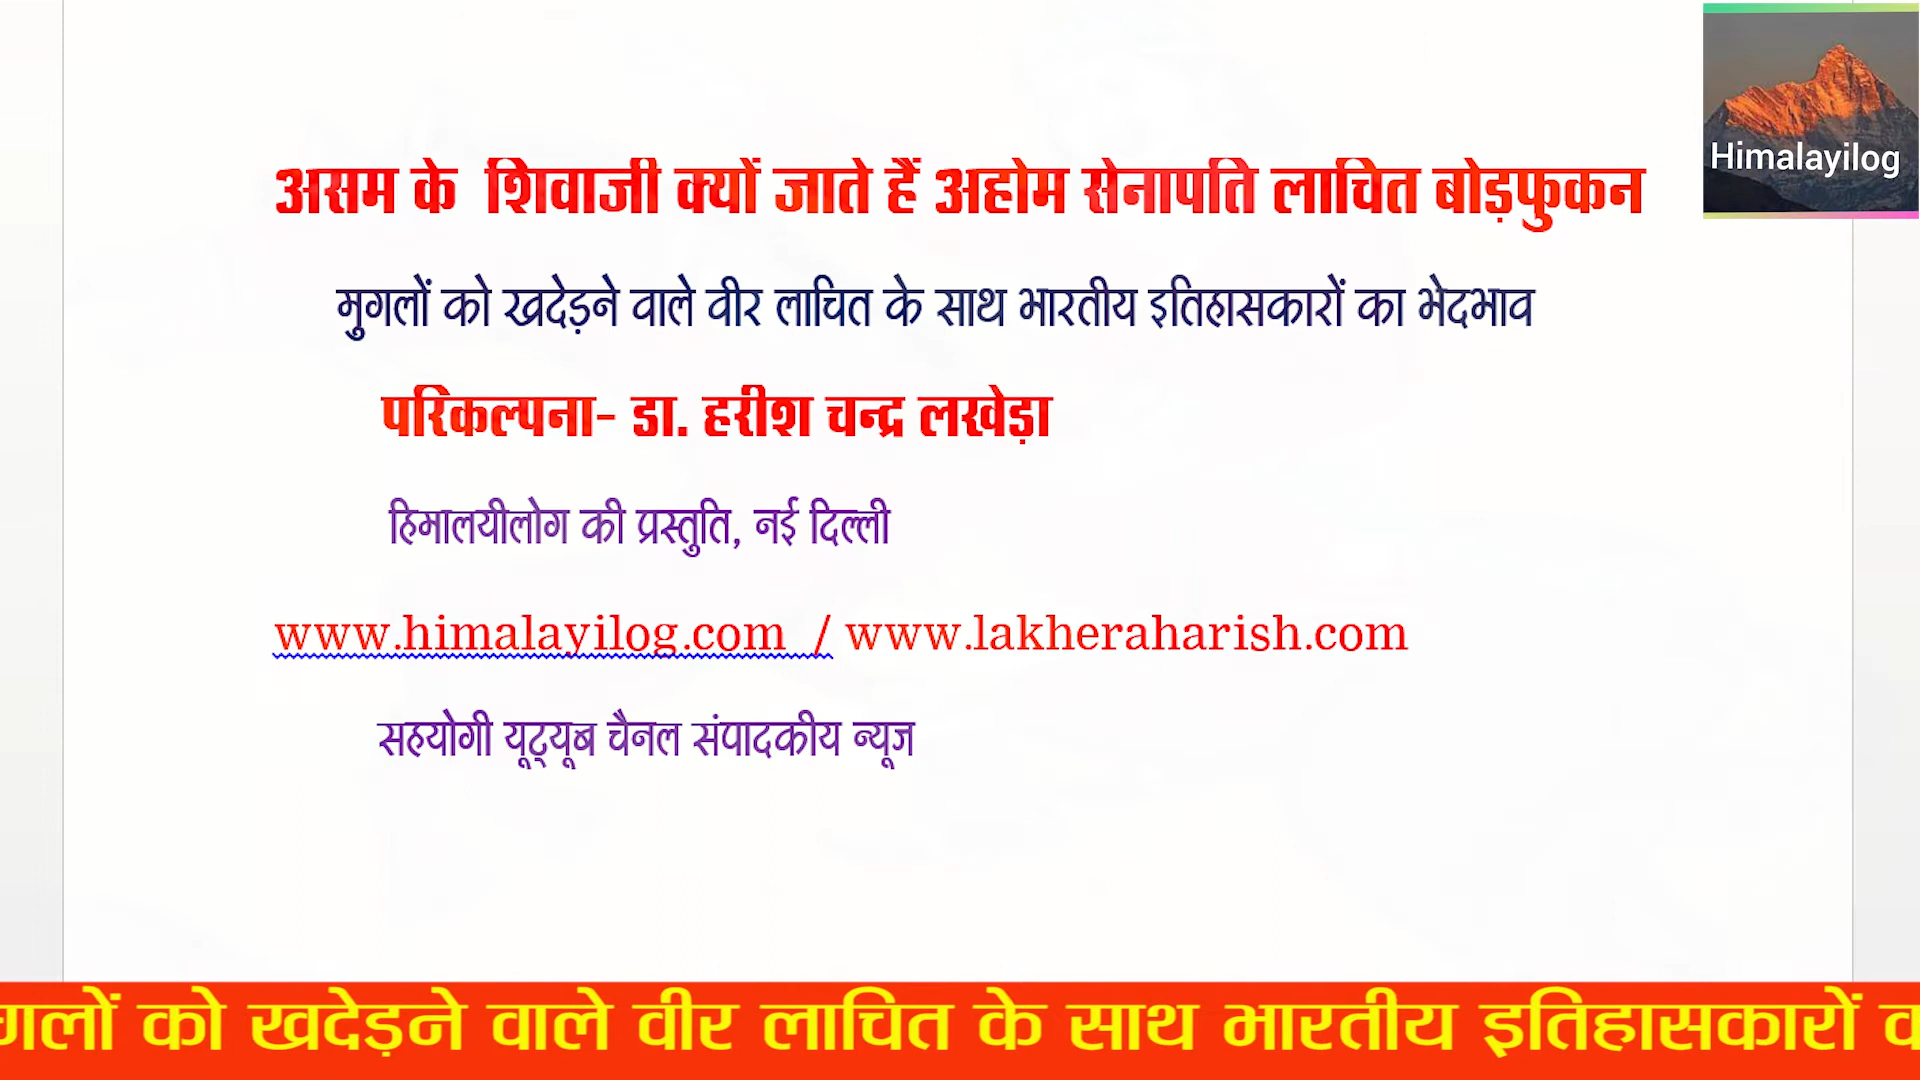 असम के शिवाजी क्यों जाते हैं अहोम सेनापति लाचित बोड़फुकन
Himalayilog
मुगलों को खदेड़ने वाले वीर लाचित के साथ भारतीय इतिहासकारों का भेदभाव
परिकल्पना- डा. हरीश चन्द्र लखेड़ा
हिमालयीलोग की प्रस्तुति, नई दिल्ली
www.himalayilog.com / www.lakheraharish.com
सहयोगी यूट्यूब चैनल संपादकीय न्यूज
गलों को खदेड़ने वाले वीर लाचित के साथ भारतीय इतिहासकारों